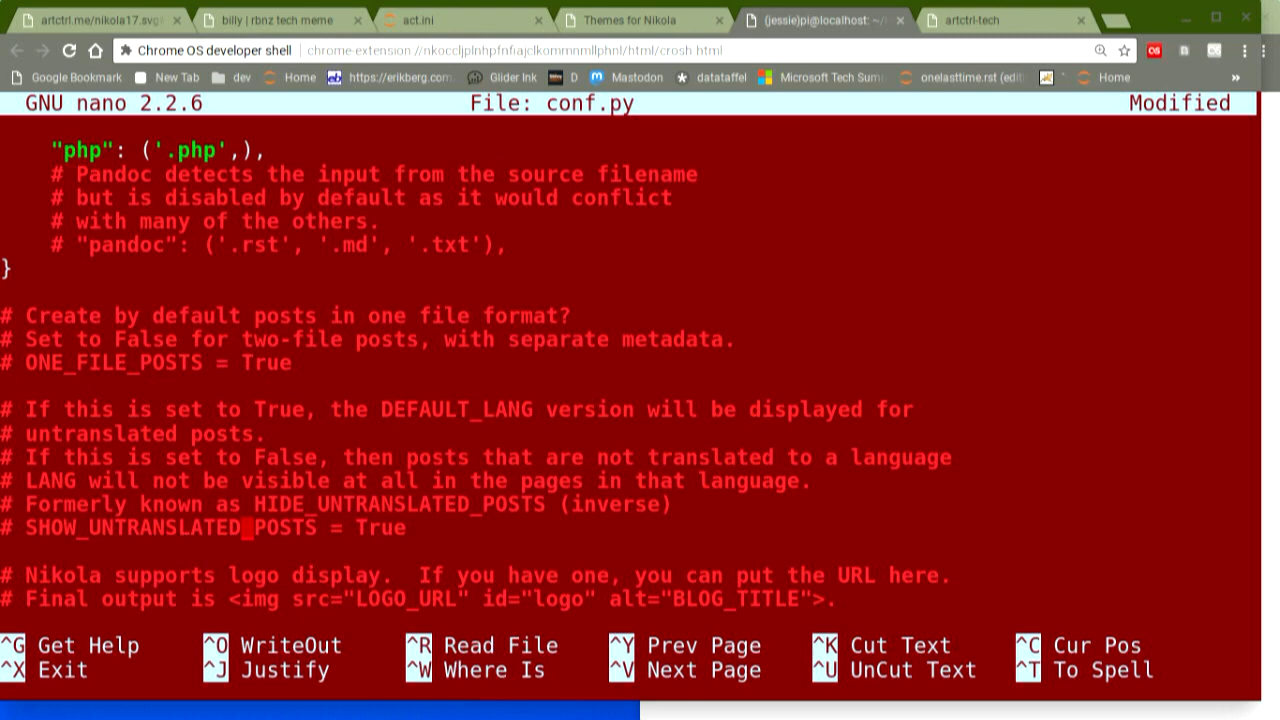 artctrl.me/nikola17.svg
billy | rbnz tech meme
act.ini
Themes for Nikola
(jessie)pi@localhost: ~/
artctrl-tech
Chrome OS developer shell | chrome-extension://nkoccljplnhpfnfiajclkommnmllphnl/html/crosh.html
Google Bookmark New Tab dev Home https://erikberg.com Glider Ink D Mastodon datataffel Microsoft Tech Sum onelasttime.rst (edit Home »
GNU nano 2.2.6 File: conf.py Modified
"php": ('.php',),
# Pandoc detects the input from the source filename
# but is disabled by default as it would conflict
# with many of the others.
# "pandoc": ('.rst', '.md', '.txt'),
}
# Create by default posts in one file format?
# Set to False for two-file posts, with separate metadata.
# ONE_FILE_POSTS = True
# If this is set to True, the DEFAULT_LANG version will be displayed for
# untranslated posts.
# If this is set to False, then posts that are not translated to a language
# LANG will not be visible at all in the pages in that language.
# Formerly known as HIDE_UNTRANSLATED_POSTS (inverse)
# SHOW_UNTRANSLATED_POSTS = True
# Nikola supports logo display.  If you have one, you can put the URL here.
# Final output is <img src="LOGO_URL" id="logo" alt="BLOG_TITLE">.
^G Get Help ^O WriteOut ^R Read File ^Y Prev Page ^K Cut Text ^C Cur Pos
^X Exit ^J Justify ^W Where Is ^V Next Page ^U UnCut Text ^T To Spell